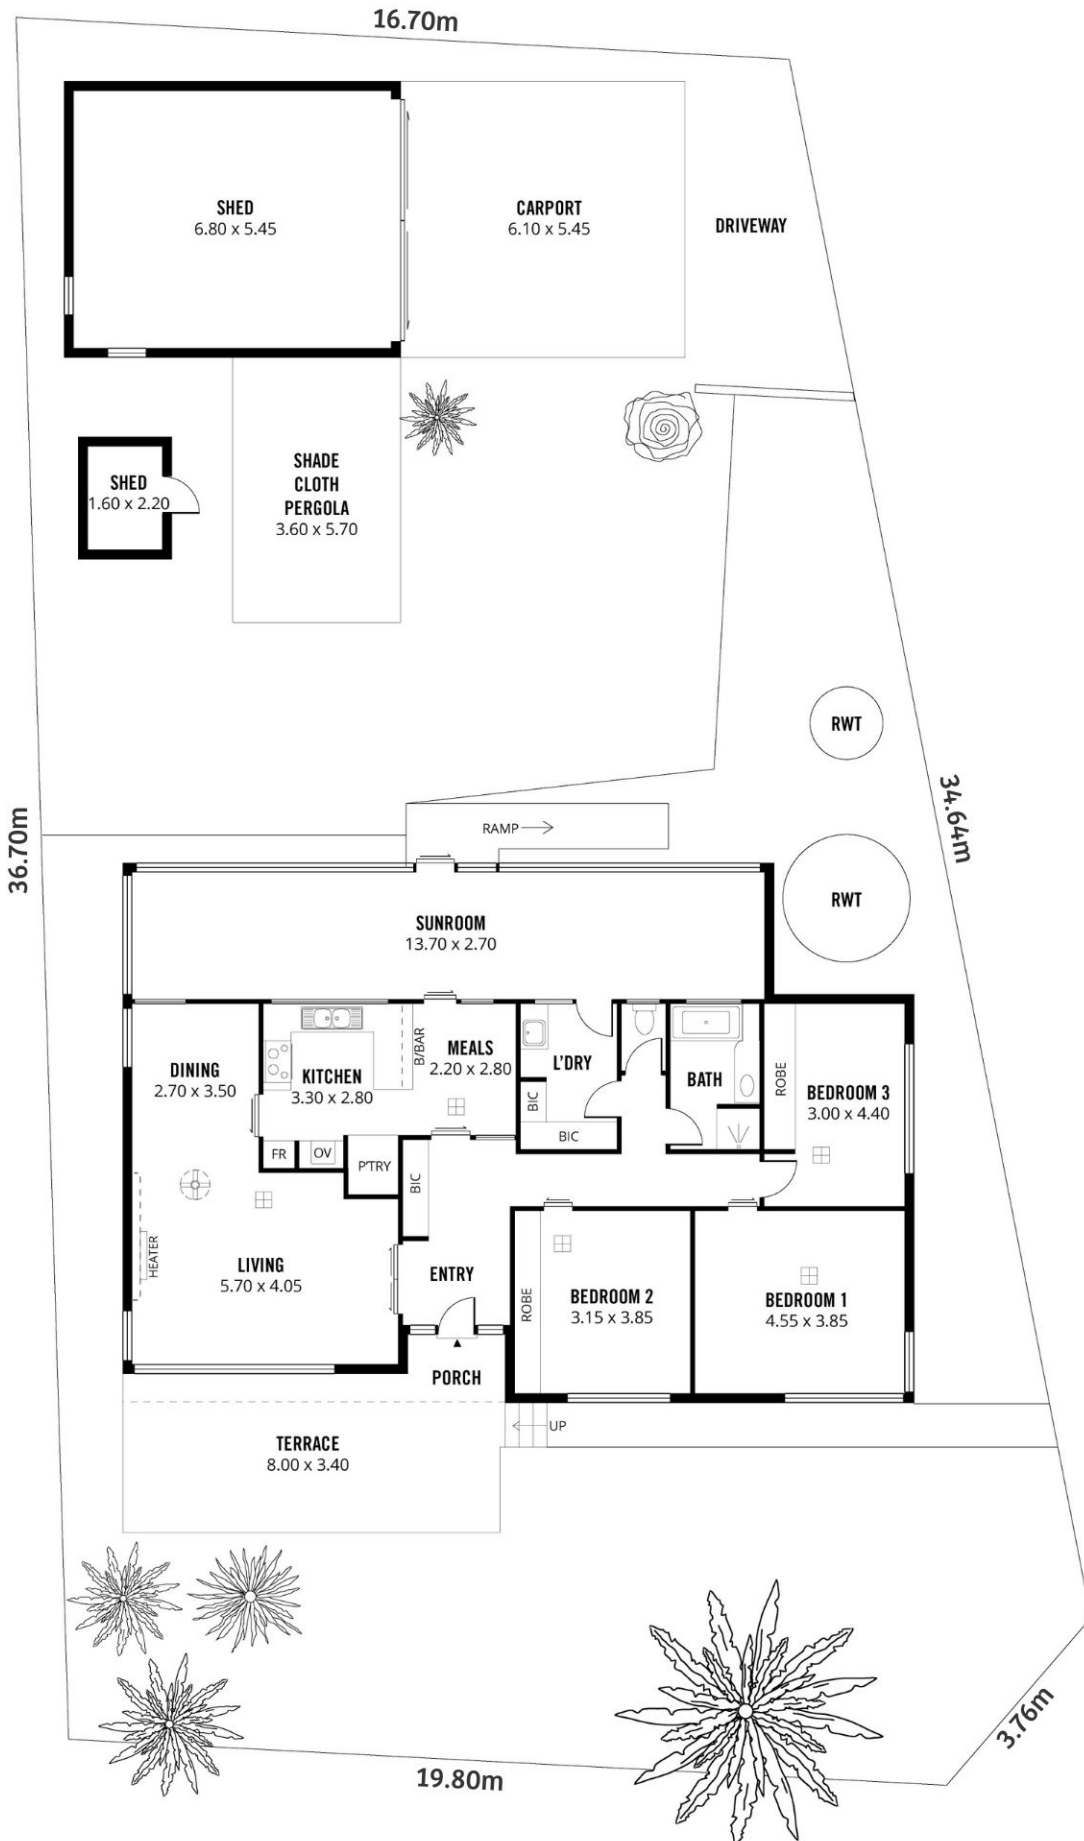 16.70m
SHED
6.80 x 5.45
CARPORT
6.10 x 5.45
DRIVEWAY
SHED
1.60 x 2.20
SHADE
CLOTH
PERGOLA
3.60 x 5.70
RWT
34.64m
36.70m
RAMP
RWT
SUNROOM
13.70 x 2.70
DINING
2.70 x 3.50
KITCHEN
3.30 x 2.80
B/BAR
MEALS
2.20 x 2.80
L'DRY
BIC
BIC
BATH
ROBE
BEDROOM 3
3.00 x 4.40
FR
OV
P'TRY
BIC
HEATER
LIVING
5.70 x 4.05
ENTRY
ROBE
BEDROOM 2
3.15 x 3.85
BEDROOM 1
4.55 x 3.85
PORCH
UP
TERRACE
8.00 x 3.40
3.76m
19.80m